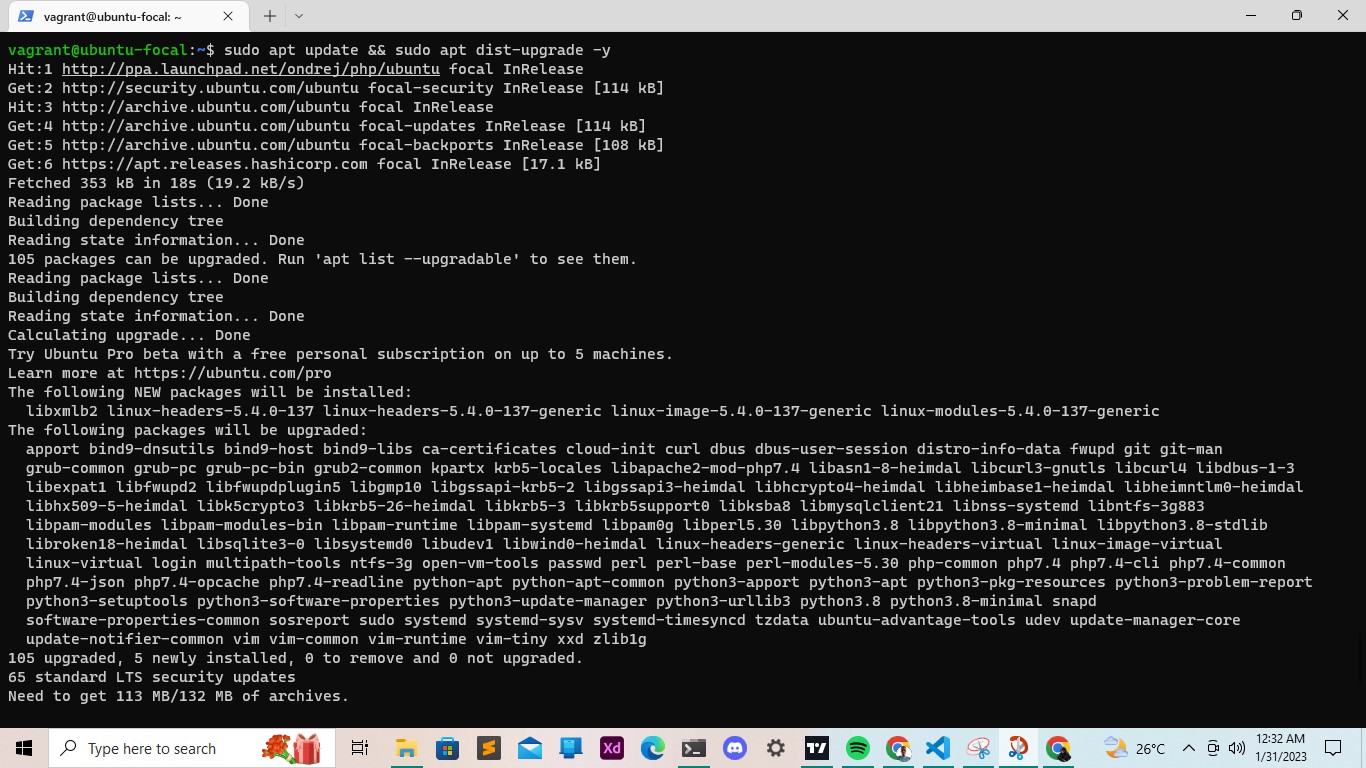 vagrant@ubuntu-focal: ~
vagrant@ubuntu-focal:~$ sudo apt update && sudo apt dist-upgrade -y
Hit:1 http://ppa.launchpad.net/ondrej/php/ubuntu focal InRelease
Get:2 http://security.ubuntu.com/ubuntu focal-security InRelease [114 kB]
Hit:3 http://archive.ubuntu.com/ubuntu focal InRelease
Get:4 http://archive.ubuntu.com/ubuntu focal-updates InRelease [114 kB]
Get:5 http://archive.ubuntu.com/ubuntu focal-backports InRelease [108 kB]
Get:6 https://apt.releases.hashicorp.com focal InRelease [17.1 kB]
Fetched 353 kB in 18s (19.2 kB/s)
Reading package lists... Done
Building dependency tree
Reading state information... Done
105 packages can be upgraded. Run 'apt list --upgradable' to see them.
Reading package lists... Done
Building dependency tree
Reading state information... Done
Calculating upgrade... Done
Try Ubuntu Pro beta with a free personal subscription on up to 5 machines.
Learn more at https://ubuntu.com/pro
The following NEW packages will be installed:
libxmlb2 linux-headers-5.4.0-137 linux-headers-5.4.0-137-generic linux-image-5.4.0-137-generic linux-modules-5.4.0-137-generic
The following packages will be upgraded:
apport bind9-dnsutils bind9-host bind9-libs ca-certificates cloud-init curl dbus dbus-user-session distro-info-data fwupd git git-man
grub-common grub-pc grub-pc-bin grub2-common kpartx krb5-locales libapache2-mod-php7.4 libasn1-8-heimdal libcurl3-gnutls libcurl4 libdbus-1-3
libexpat1 libfwupd2 libfwupdplugin5 libgmp10 libgssapi-krb5-2 libgssapi3-heimdal libhcrypto4-heimdal libheimbase1-heimdal libheimntlm0-heimdal
libhx509-5-heimdal libk5crypto3 libkrb5-26-heimdal libkrb5-3 libkrb5support0 libksba8 libmysqlclient21 libnss-systemd libntfs-3g883
libpam-modules libpam-modules-bin libpam-runtime libpam-systemd libpam0g libperl5.30 libpython3.8 libpython3.8-minimal libpython3.8-stdlib
libroken18-heimdal libsqlite3-0 libsystemd0 libudev1 libwind0-heimdal linux-headers-generic linux-headers-virtual linux-image-virtual
linux-virtual login multipath-tools ntfs-3g open-vm-tools passwd perl perl-base perl-modules-5.30 php-common php7.4 php7.4-cli php7.4-common
php7.4-json php7.4-opcache php7.4-readline python-apt python-apt-common python3-apport python3-apt python3-pkg-resources python3-problem-report
python3-setuptools python3-software-properties python3-update-manager python3-urllib3 python3.8 python3.8-minimal snapd
software-properties-common sosreport sudo systemd systemd-sysv systemd-timesyncd tzdata ubuntu-advantage-tools udev update-manager-core
update-notifier-common vim vim-common vim-runtime vim-tiny xxd zlib1g
105 upgraded, 5 newly installed, 0 to remove and 0 not upgraded.
65 standard LTS security updates
Need to get 113 MB/132 MB of archives.
Type here to search
Xd
26°C
12:32 AM
1/31/2023